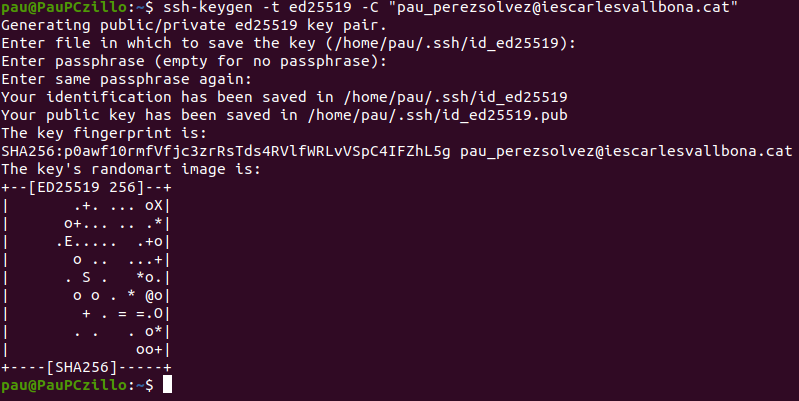 pau@PauPCzillo:~$ ssh-keygen -t ed25519 -C "pau_perezsolvez@iescarlesvallbona.cat"
Generating public/private ed25519 key pair.
Enter file in which to save the key (/home/pau/.ssh/id_ed25519):
Enter passphrase (empty for no passphrase):
Enter same passphrase again:
Your identification has been saved in /home/pau/.ssh/id_ed25519
Your public key has been saved in /home/pau/.ssh/id_ed25519.pub
The key fingerprint is:
SHA256:p0awf10rmfVfjc3zrRsTds4RVlfWRLvVSpC4IFZhL5g pau_perezsolvez@iescarlesvallbona.cat
The key's randomart image is:
+--[ED25519 256]--+
|       .+. ... oX|
|      o+... .. .*|
|     .E.....  .+o|
|       o ..  ...+|
|      . S .   *o.|
|       o o . * @o|
|        + . = =.O|
|       . .   . o*|
|              oo+|
+----[SHA256]-----+
pau@PauPCzillo:~$